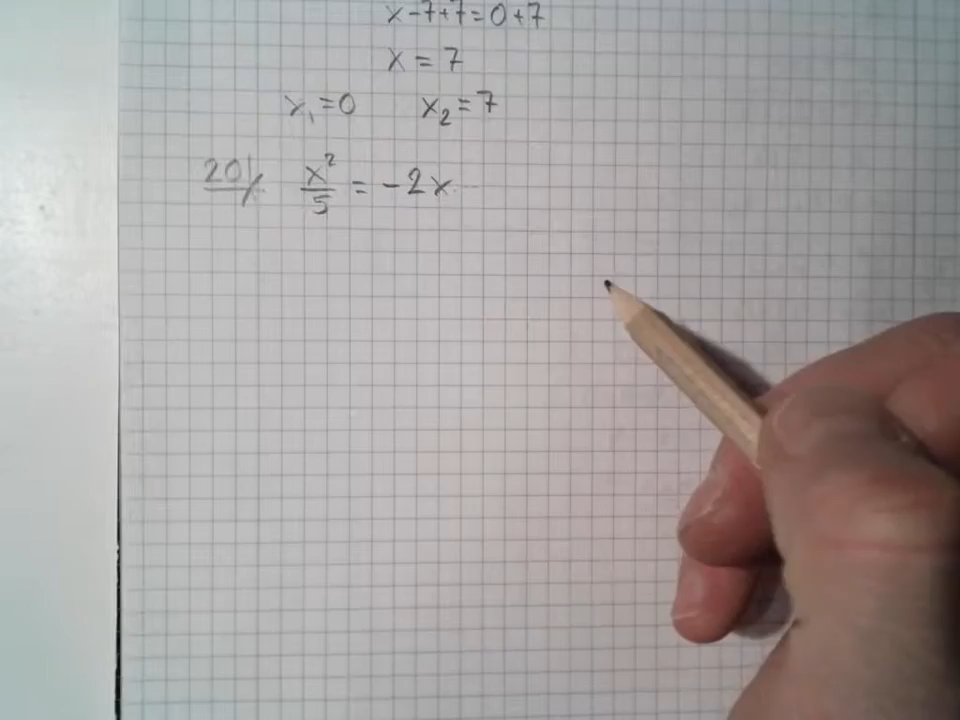 x-7+7=0+7
x = 7
x₁=0 x₂=7
20/ x²/5 = -2x